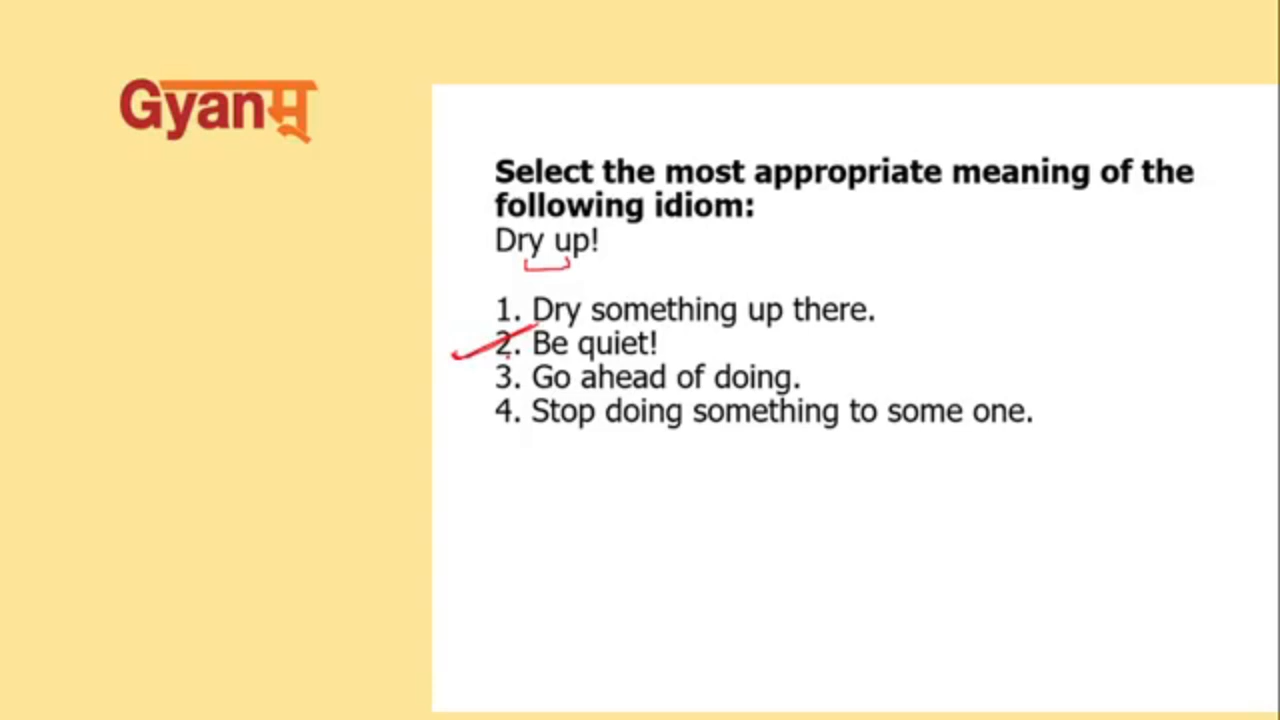 Gyanम्
Select the most appropriate meaning of the
following idiom:
Dry up!
1. Dry something up there.
2. Be quiet!
3. Go ahead of doing.
4. Stop doing something to some one.